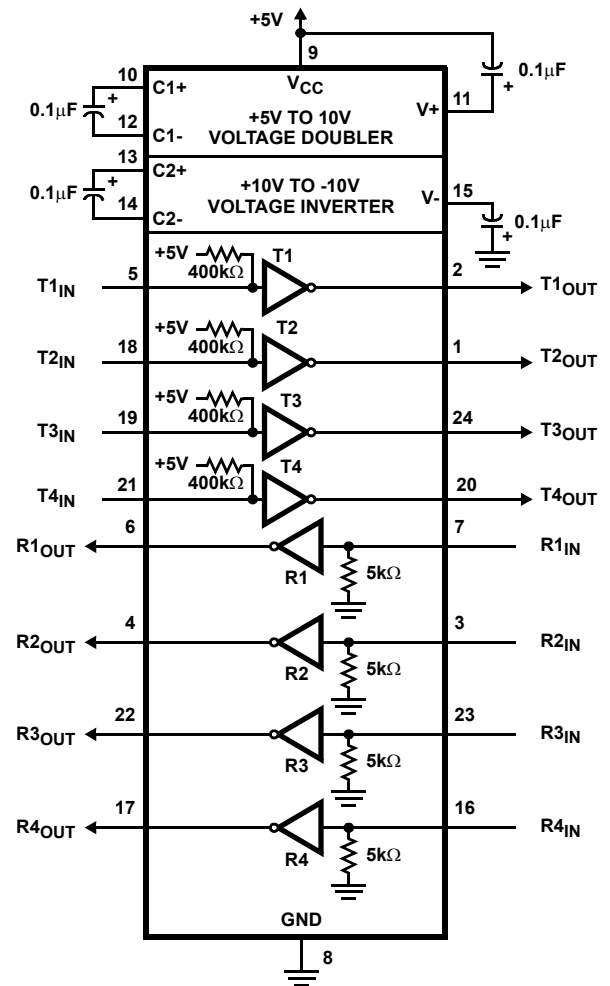 +5V
9
10
C1+
VCC
0.1µF
0.1µF
+
+
V+
11
+5V TO 10V
VOLTAGE DOUBLER
12
C1-
13
C2+
0.1µF
+
+10V TO -10V
VOLTAGE INVERTER
V-
15
14
C2-
0.1µF
+
+5V
400kΩ
T1
T1IN
5
2
T1OUT
+5V
400kΩ
T2
T2IN
18
1
T2OUT
+5V
400kΩ
T3
T3IN
19
24
T3OUT
+5V
400kΩ
T4
T4IN
21
20
T4OUT
R1OUT
6
7
R1IN
R1
5kΩ
R2OUT
4
3
R2IN
R2
5kΩ
R3OUT
22
23
R3IN
R3
5kΩ
R4OUT
17
16
R4IN
R4
5kΩ
GND
8